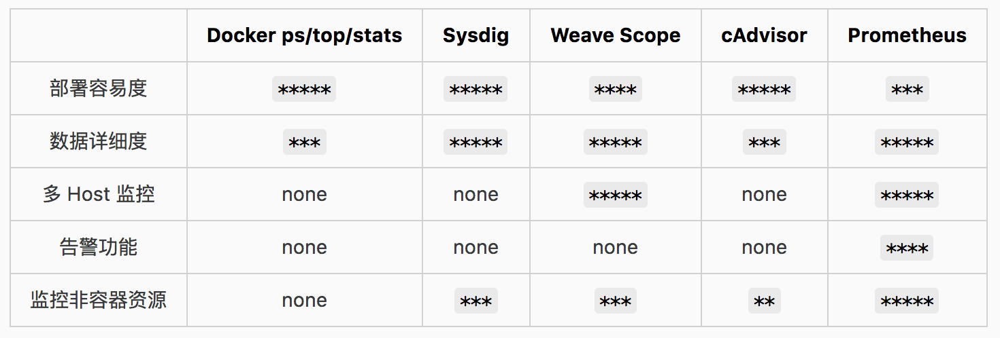 Docker ps/top/stats Sysdig Weave Scope cAdvisor Prometheus
部署容易度 ***** ***** **** ***** ***
数据详细度 *** ***** ***** *** *****
多 Host 监控 none none ***** none *****
告警功能 none none none none ****
监控非容器资源 none *** *** ** *****